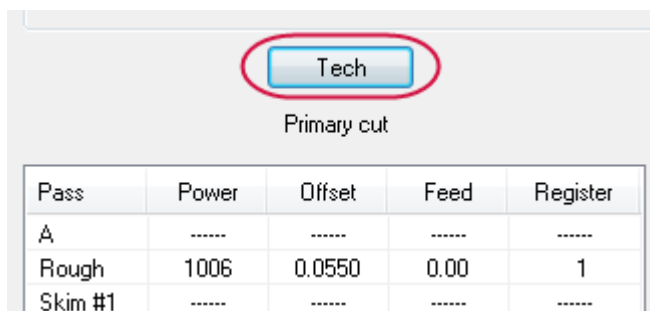 Tech
Primary cut
Pass Power Offset Feed Register
A ------ ------ ------ ------
Rough 1006 0.0550 0.00 1
Skim #1 ------ ------ ------ ------